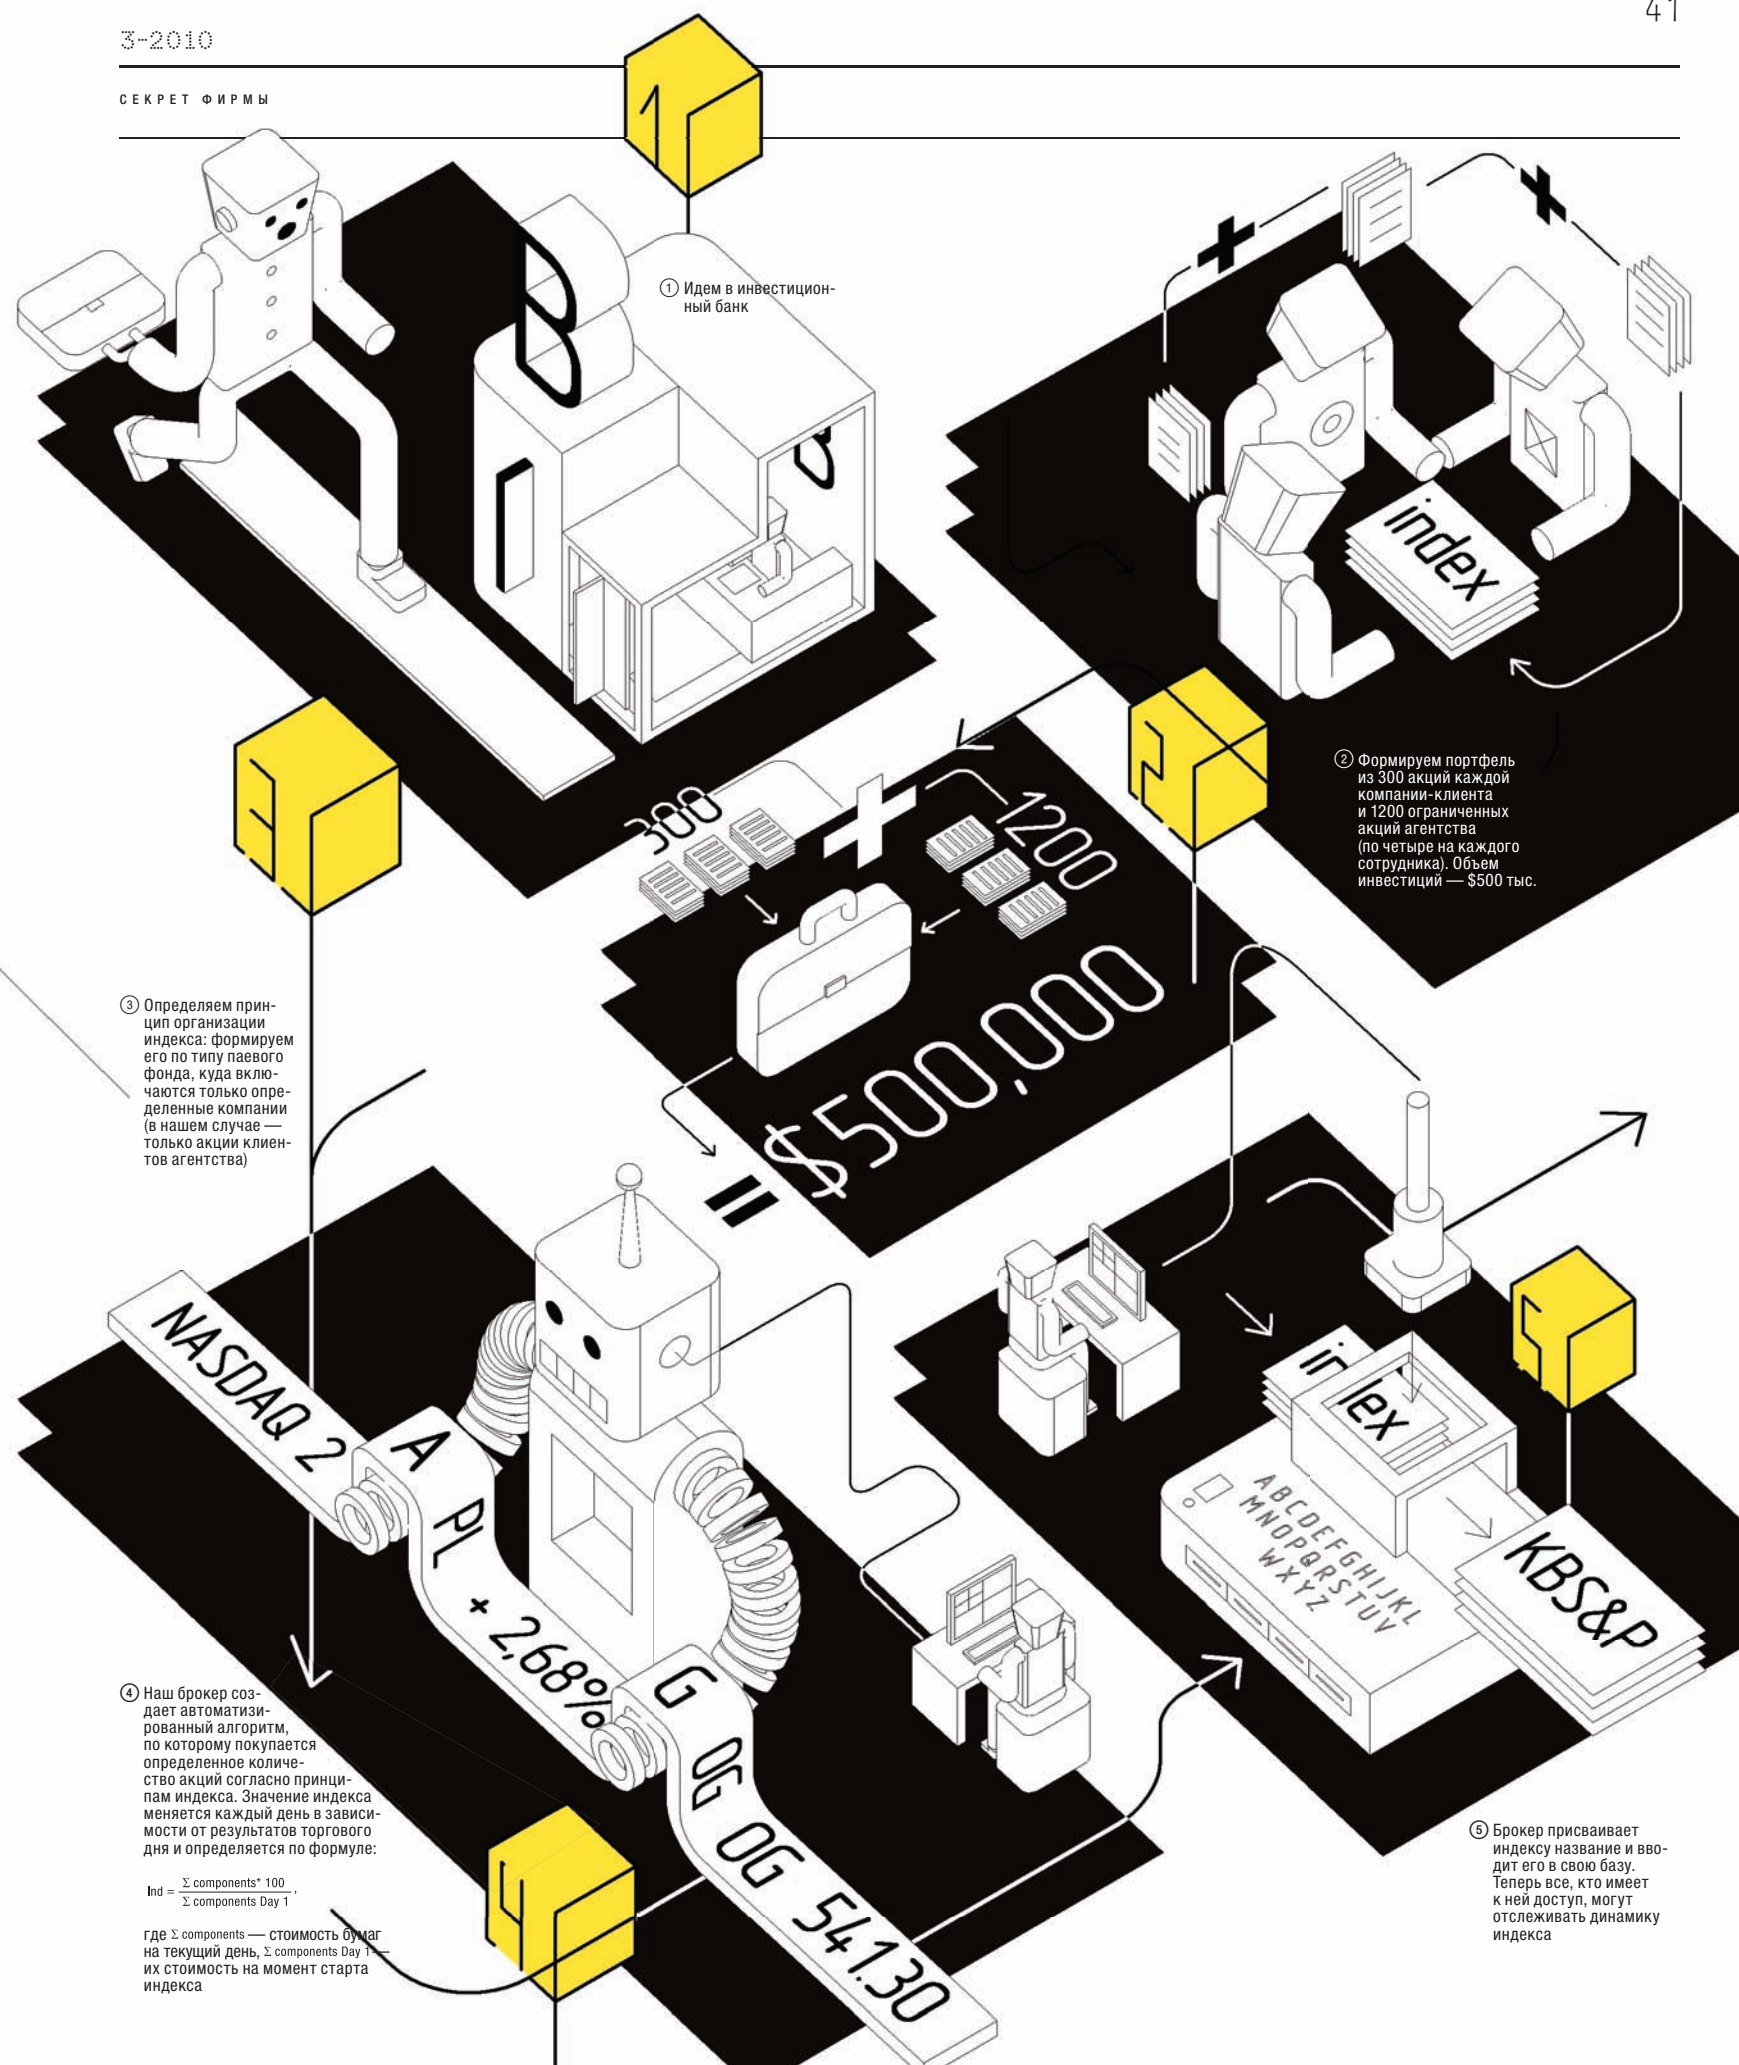 41
3-2010
СЕКРЕТ ФИРМЫ
1
B
B
① Идем в инвестицион-
ный банк
index
2
② Формируем портфель
из 300 акций каждой
компании-клиента
и 1200 ограниченных
акций агентства
(по четыре на каждого
сотрудника). Объем
инвестиций — $500 тыс.
300
+
1200
$500,000
=
3
③ Определяем прин-
цип организации
индекса: формируем
его по типу паевого
фонда, куда вклю-
чаются только опре-
деленные компании
(в нашем случае —
только акции клиен-
тов агентства)
NASDAQ 2
A
PL
+ 2,68%
G
OG
OG 541.30
4
④ Наш брокер соз-
дает автоматизи-
рованный алгоритм,
по которому покупается
определенное количе-
ство акций согласно принци-
пам индекса. Значение индекса
меняется каждый день в зависи-
мости от результатов торгового
дня и определяется по формуле:
Ind = Σ components* 100 / Σ components Day 1 ,
где Σ components — стоимость бумаг
на текущий день, Σ components Day 1 —
их стоимость на момент старта
индекса
5
index
ABCDEFGHIJKL
MNOPQRSTUV
WXYZ
KBS&P
⑤ Брокер присваивает
индексу название и вво-
дит его в свою базу.
Теперь все, кто имеет
к ней доступ, могут
отслеживать динамику
индекса